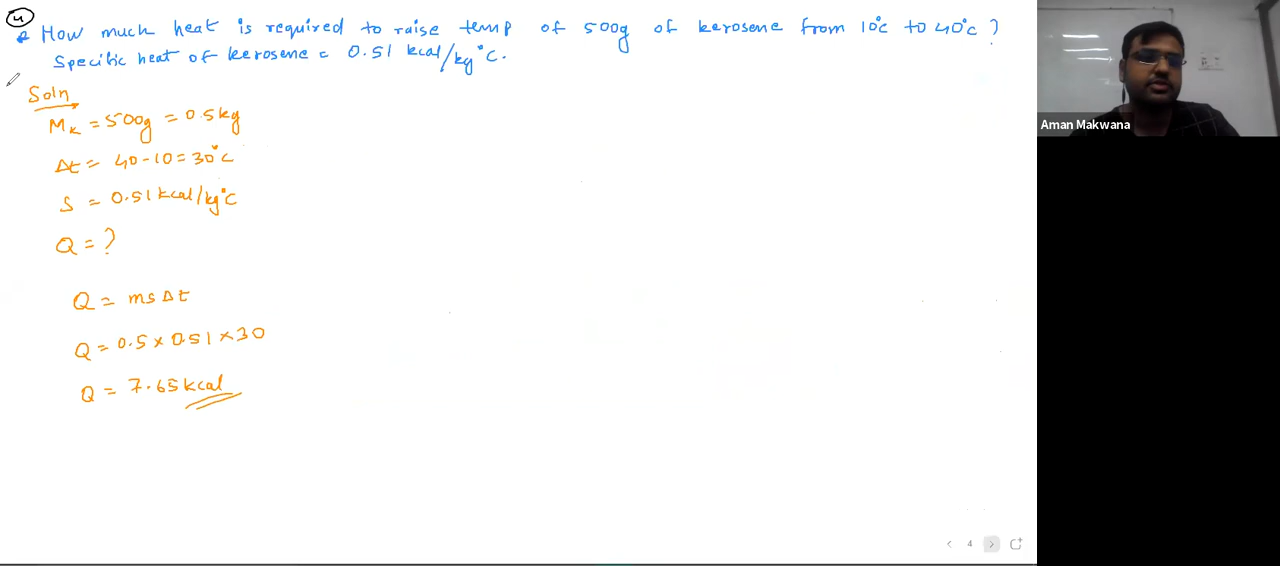 4
* How much heat is required to raise temp of 500g of kerosene from 10°c to 40°c ?
Specific heat of kerosene = 0.51 kcal/kg°C.
Soln
Mk = 500g = 0.5kg
Δt = 40-10 = 30°C
S = 0.51 kcal/kg°C
Q = ?
Q = msΔt
Q = 0.5 × 0.51 × 30
Q = 7.65 kcal
Aman Makwana
4